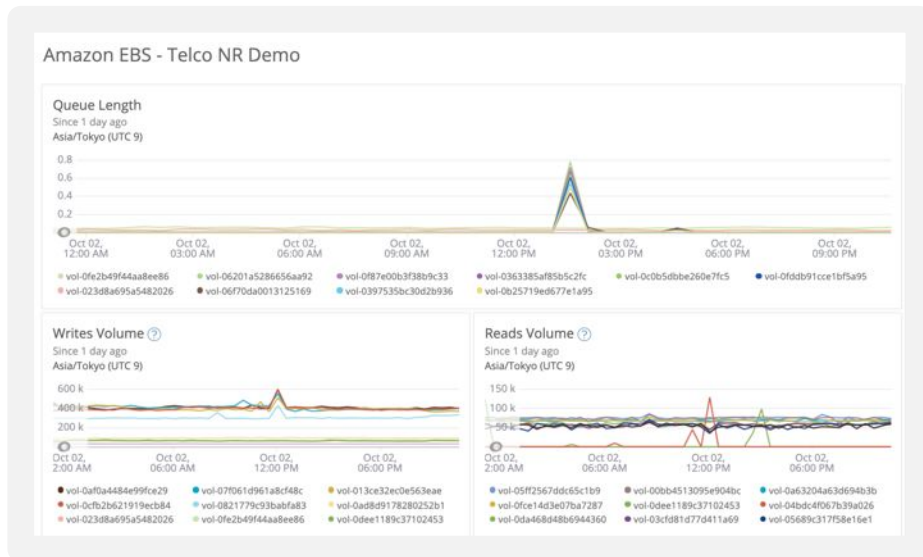 Amazon EBS - Telco NR Demo
Queue Length
Since 1 day ago
Asia/Tokyo (UTC 9)
0.8
0.6
0.4
0.2
Oct 02, Oct 02, Oct 02, Oct 02, Oct 02, Oct 02, Oct 02, Oct 02,
12:00 AM 03:00 AM 06:00 AM 09:00 AM 12:00 PM 03:00 PM 06:00 PM 09:00 PM
vol-0fe2b49f44aa8ee86 vol-06201a5286656aa92 vol-0f87e00b3f38b9c33 vol-0363385af85b5c2fc vol-0c0b5dbbe260e7fc5 vol-0fddb91cce1bf5a95
vol-023d8a695a5482026 vol-06f70da0013125169 vol-0397535bc30d2b936 vol-0b25719ed677e1a95
Writes Volume ?
Since 1 day ago
Asia/Tokyo (UTC 9)
600 k
400 k
200 k
Oct 02, Oct 02, Oct 02, Oct 02,
2:00 AM 06:00 AM 12:00 PM 06:00 PM
vol-0af0a4484e99fce29 vol-07f061d961a8cf48c vol-013ce32ec0e563eae
vol-0cfb2b621919ecb84 vol-0821779c93babfa83 vol-0ad8d9178280252b1
vol-023d8a695a5482026 vol-0fe2b49f44aa8ee86 vol-0dee1189c37102453
Reads Volume ?
Since 1 day ago
Asia/Tokyo (UTC 9)
150 k
100 k
50 k
Oct 02, Oct 02, Oct 02, Oct 02,
2:00 AM 06:00 AM 12:00 PM 06:00 PM
vol-05ff2567ddc65c1b9 vol-00bb4513095e904bc vol-0a63204a63d694b3b
vol-0fce14d3e07ba7287 vol-0dee1189c37102453 vol-04bdc4f067b39a026
vol-0da468d48b6944360 vol-03cfd81d77d411a69 vol-05689c317f58e16e1